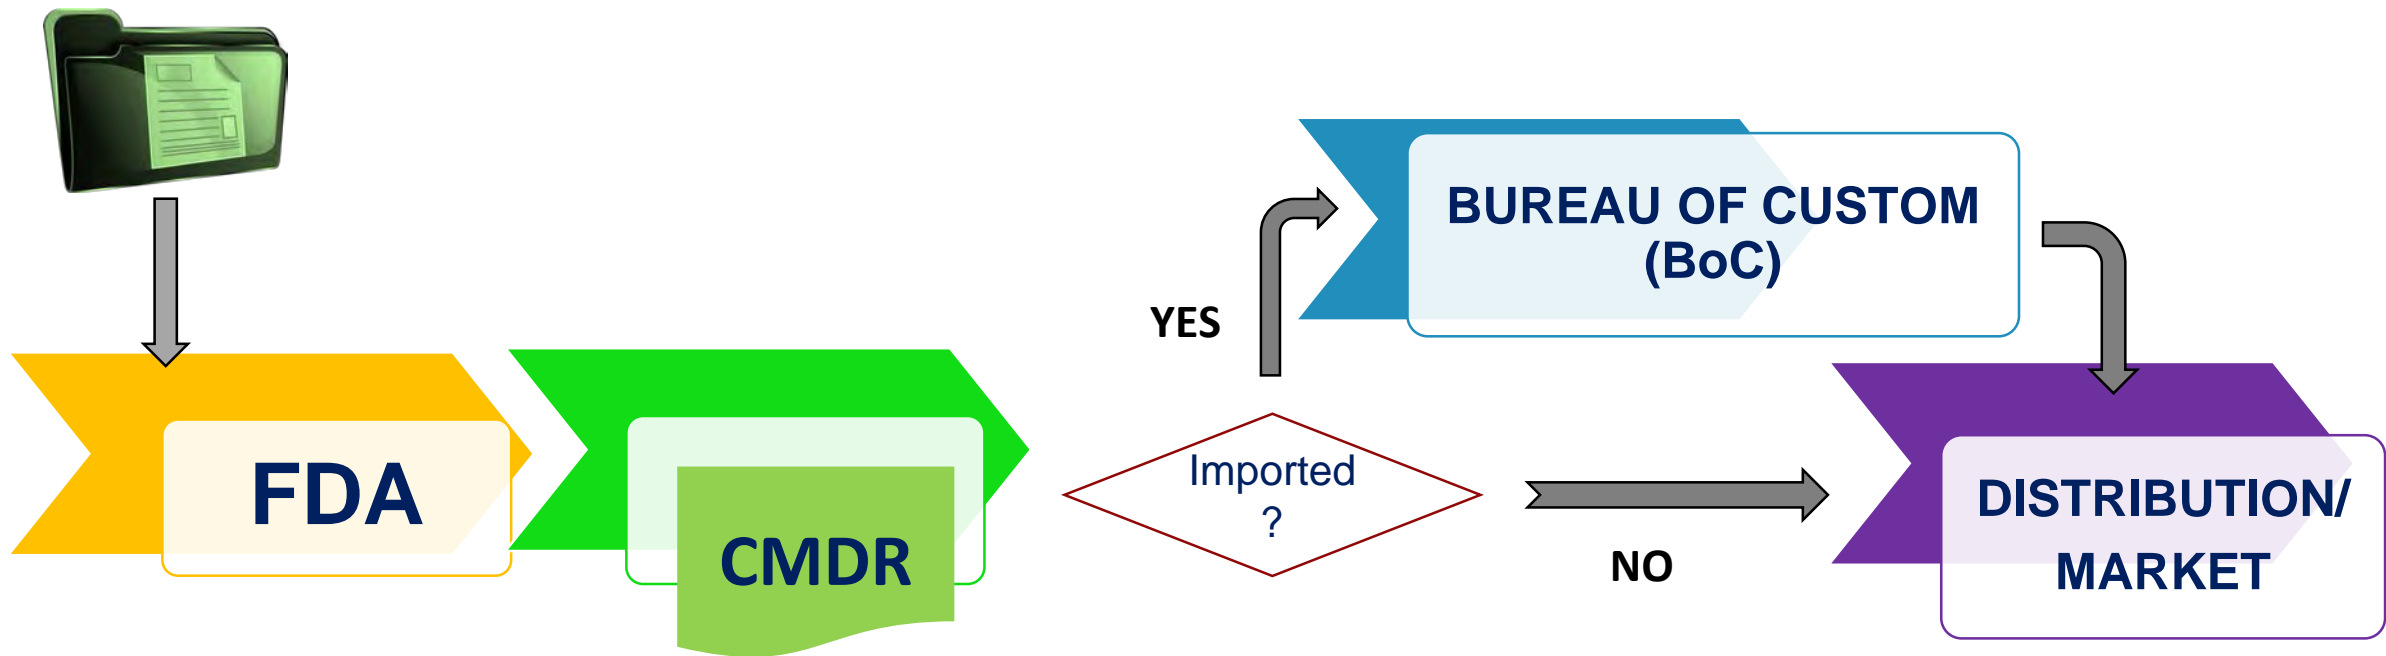 FDA
CMDR
Imported
?
YES
BUREAU OF CUSTOM
(BoC)
NO
DISTRIBUTION/
MARKET